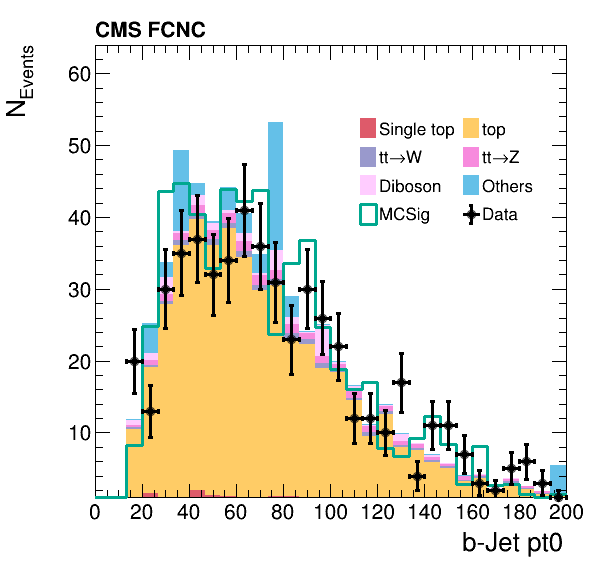 CMS FCNC
N_Events
60
50
40
30
20
10
Single top
top
tt→W
tt→Z
Diboson
Others
MCSig
Data
0 20 40 60 80 100 120 140 160 180 200
b-Jet pt0